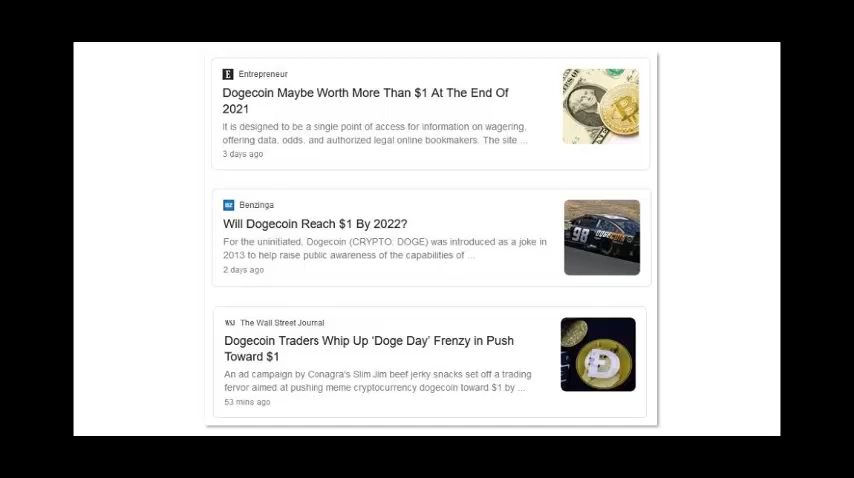 E Entrepreneur
Dogecoin Maybe Worth More Than $1 At The End Of
2021
It is designed to be a single point of access for information on wagering,
offering data, odds, and authorized legal online bookmakers. The site ...
3 days ago
BZ Benzinga
Will Dogecoin Reach $1 By 2022?
For the uninitiated, Dogecoin (CRYPTO: DOGE) was introduced as a joke in
2013 to help raise public awareness of the capabilities of ...
2 days ago
98
WSJ The Wall Street Journal
Dogecoin Traders Whip Up ‘Doge Day’ Frenzy in Push
Toward $1
An ad campaign by Conagra's Slim Jim beef jerky snacks set off a trading
fervor aimed at pushing meme cryptocurrency dogecoin toward $1 by ...
53 mins ago